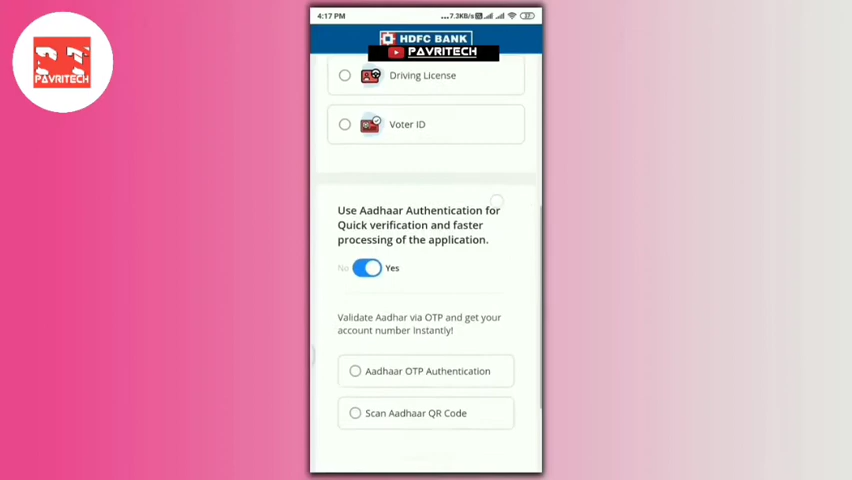 4:17 PM
...7.3KB/s
27
HDFC BANK
PAVRITECH
PAVRITECH
Driving License
Voter ID
Use Aadhaar Authentication for
Quick verification and faster
processing of the application.
No Yes
Validate Aadhar via OTP and get your
account number Instantly!
Aadhaar OTP Authentication
Scan Aadhaar QR Code